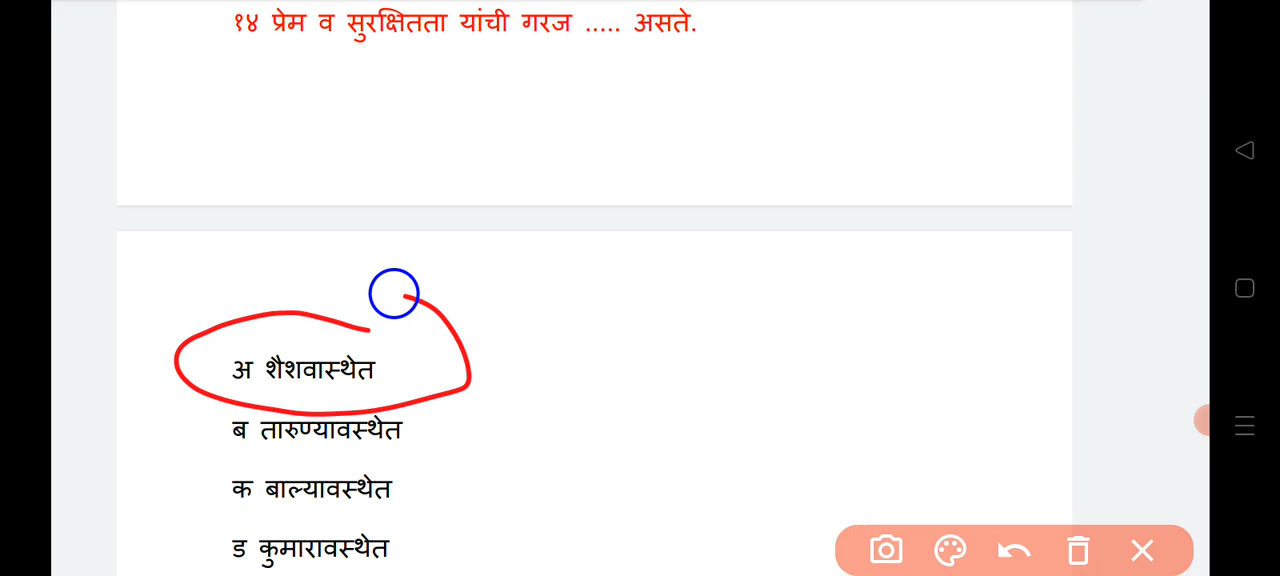 १४ प्रेम व सुरक्षितता यांची गरज ..... असते.
अ शैशवास्थेत
ब तारुण्यावस्थेत
क बाल्यावस्थेत
ड कुमारावस्थेत